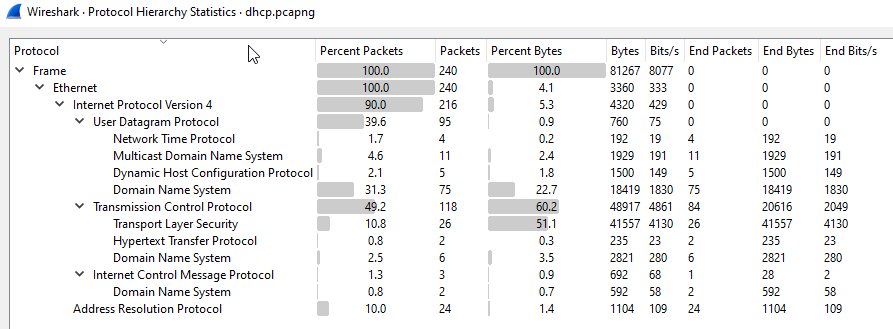 Wireshark · Protocol Hierarchy Statistics · dhcp.pcapng
Protocol Percent Packets Packets Percent Bytes Bytes Bits/s End Packets End Bytes End Bits/s
Frame 100.0 240 100.0 81267 8077 0 0 0
Ethernet 100.0 240 4.1 3360 333 0 0 0
Internet Protocol Version 4 90.0 216 5.3 4320 429 0 0 0
User Datagram Protocol 39.6 95 0.9 760 75 0 0 0
Network Time Protocol 1.7 4 0.2 192 19 4 192 19
Multicast Domain Name System 4.6 11 2.4 1929 191 11 1929 191
Dynamic Host Configuration Protocol 2.1 5 1.8 1500 149 5 1500 149
Domain Name System 31.3 75 22.7 18419 1830 75 18419 1830
Transmission Control Protocol 49.2 118 60.2 48917 4861 84 20616 2049
Transport Layer Security 10.8 26 51.1 41557 4130 26 41557 4130
Hypertext Transfer Protocol 0.8 2 0.3 235 23 2 235 23
Domain Name System 2.5 6 3.5 2821 280 6 2821 280
Internet Control Message Protocol 1.3 3 0.9 692 68 1 28 2
Domain Name System 0.8 2 0.7 592 58 2 592 58
Address Resolution Protocol 10.0 24 1.4 1104 109 24 1104 109